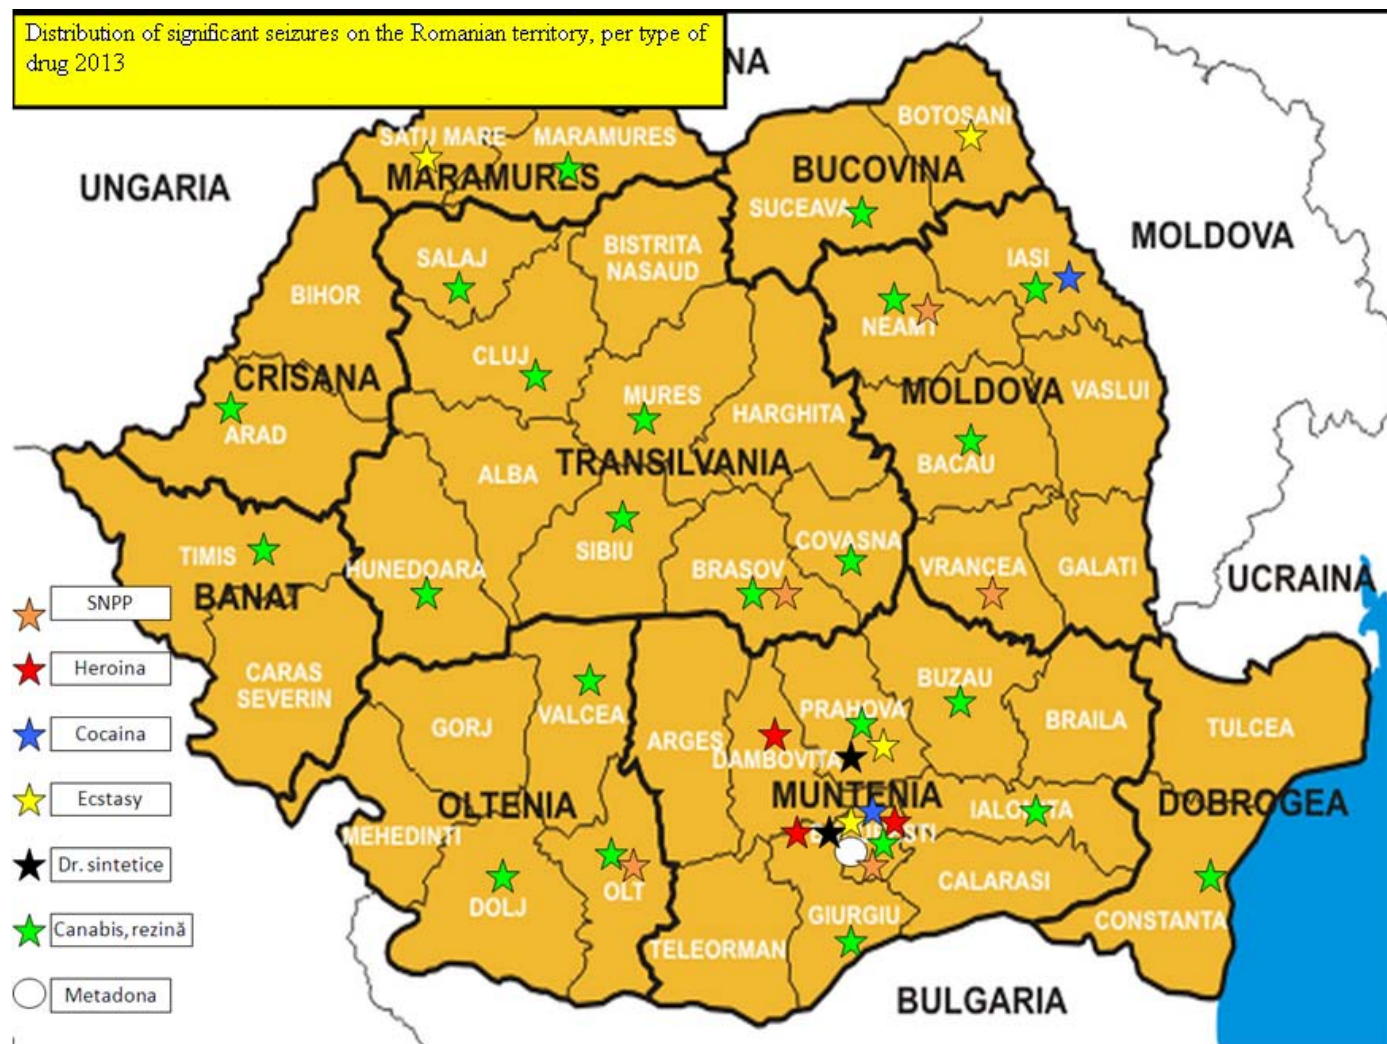 Distribution of significant seizures on the Romanian territory, per type of
drug 2013
NA
BOTOSANI
SATU MARE
MARAMURES
MARAMURES
BUCOVINA
UNGARIA
SUCEAVA
MOLDOVA
BISTRITA
NASAUD
SALAJ
IASI
BIHOR
NEAMT
CLUJ
CRISANA
MURES
HARGHITA
MOLDOVA
VASLUI
ARAD
TRANSILVANIA
BACAU
ALBA
TIMIS
SIBIU
COVASNA
HUNEDOARA
BRASOV
VRANCEA
GALATI
UCRAINA
BANAT
SNPP
Heroina
CARAS
SEVERIN
GORJ
VALCEA
ARGES
PRAHOVA
BUZAU
BRAILA
TULCEA
Cocaina
DAMBOVITA
Ecstasy
OLTENIA
MUNTENIA
IALOMITA
DOBROGEA
MEHEDINTI
Dr. sintetice
OLT
DOLJ
CALARASI
GIURGIU
CONSTANTA
Canabis, rezină
TELEORMAN
Metadona
BULGARIA